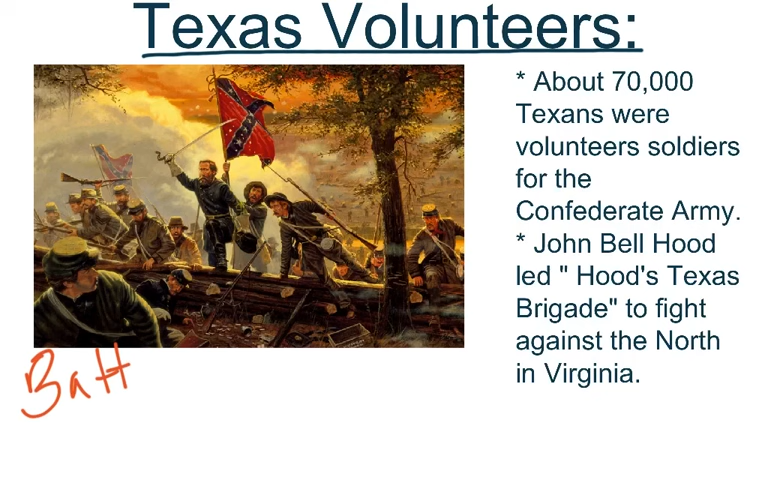 Texas Volunteers:
* About 70,000
Texans were
volunteers soldiers
for the
Confederate Army.
* John Bell Hood
led " Hood's Texas
Brigade" to fight
against the North
in Virginia.
Batt